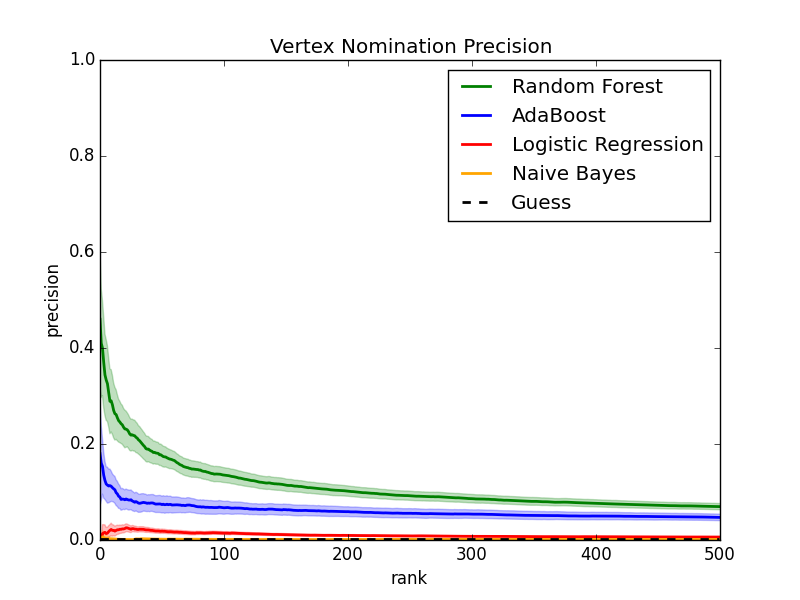 Vertex Nomination Precision
1.0
0.8
0.6
0.4
0.2
0.0
precision
Random Forest
AdaBoost
Logistic Regression
Naive Bayes
Guess
0 100 200 300 400 500
rank